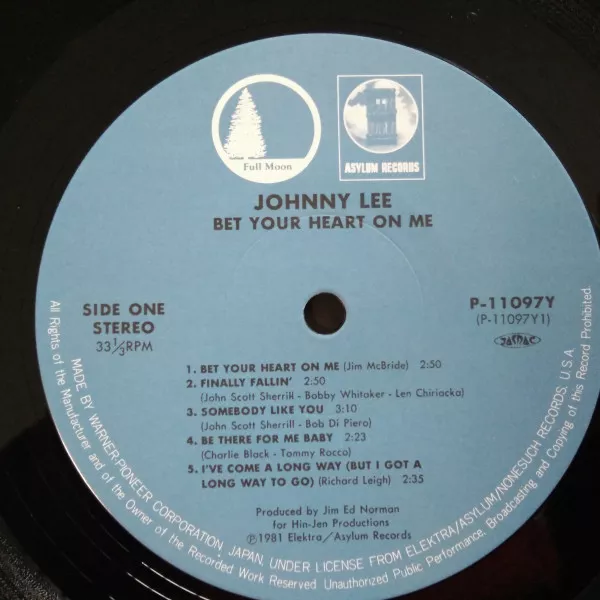 Full Moon
ASYLUM RECORDS
JOHNNY LEE
BET YOUR HEART ON ME
SIDE ONE
STEREO
33⅓RPM
P-11097Y
(P-11097Y1)
JASRAC
1. BET YOUR HEART ON ME (Jim McBride) 2:50
2. FINALLY FALLIN' 2:50
(John Scott Sherrill - Bobby Whitaker - Len Chiriacka)
3. SOMEBODY LIKE YOU 3:10
(John Scott Sherrill - Bob Di Piero)
4. BE THERE FOR ME BABY 2:23
(Charlie Black - Tommy Rocco)
5. I'VE COME A LONG WAY (BUT I GOT A
LONG WAY TO GO) (Richard Leigh) 2:35
Produced by Jim Ed Norman
for Hin-Jen Productions
℗1981 Elektra/Asylum Records
MADE BY WARNER-PIONEER CORPORATION, JAPAN, UNDER LICENSE FROM ELEKTRA/ASYLUM/NONESUCH RECORDS, U.S.A.
All Rights of the Manufacturer and of the Owner of the Recorded Work Reserved. Unauthorized Public Performance, Broadcasting and Copying of this Record Prohibited.